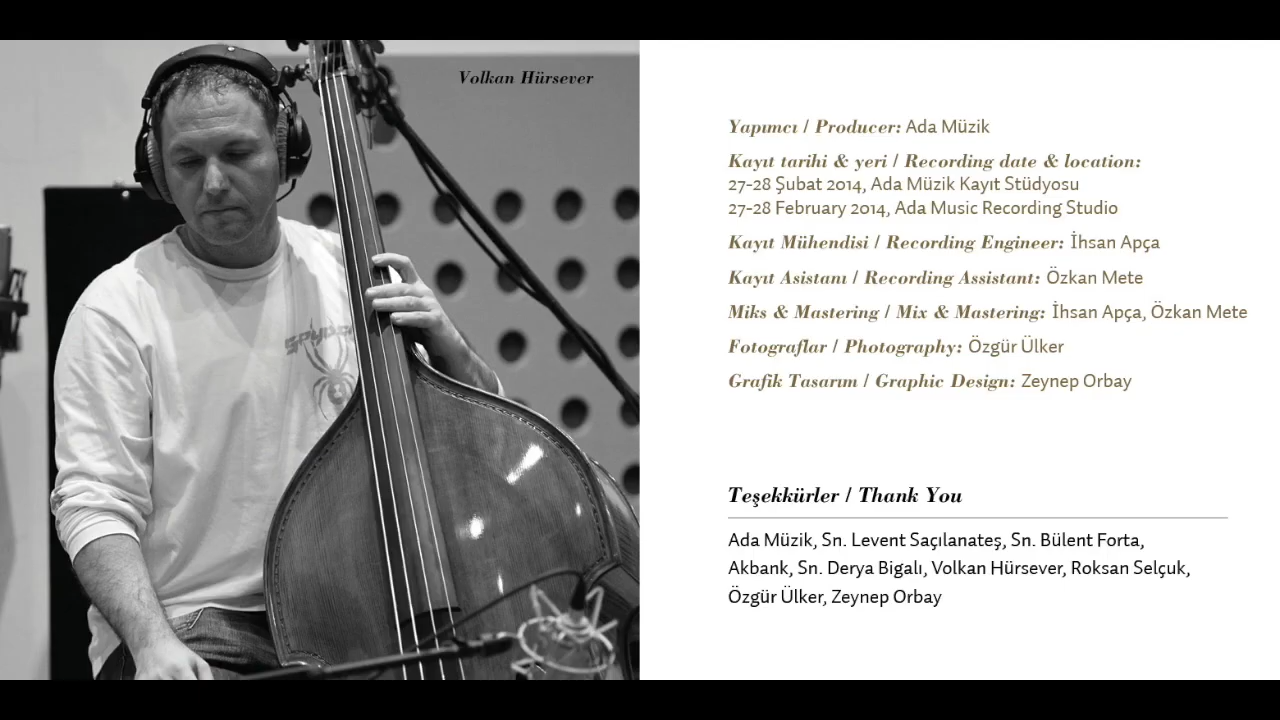 Volkan Hürsever
Yapımcı / Producer: Ada Müzik
Kayıt tarihi & yeri / Recording date & location:
27-28 Şubat 2014, Ada Müzik Kayıt Stüdyosu
27-28 February 2014, Ada Music Recording Studio
Kayıt Mühendisi / Recording Engineer: İhsan Apça
Kayıt Asistanı / Recording Assistant: Özkan Mete
Miks & Mastering / Mix & Mastering: İhsan Apça, Özkan Mete
Fotograflar / Photography: Özgür Ülker
Grafik Tasarım / Graphic Design: Zeynep Orbay
Teşekkürler / Thank You
Ada Müzik, Sn. Levent Saçılanateş, Sn. Bülent Forta,
Akbank, Sn. Derya Bigalı, Volkan Hürsever, Roksan Selçuk,
Özgür Ülker, Zeynep Orbay